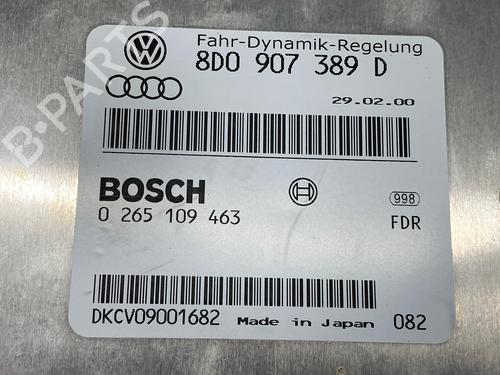 Fahr-Dynamik-Regelung
8D0 907 389 D
29.02.00
BOSCH
0 265 109 463
998
FDR
DKCV09001682 Made in Japan 082
B-PARTS